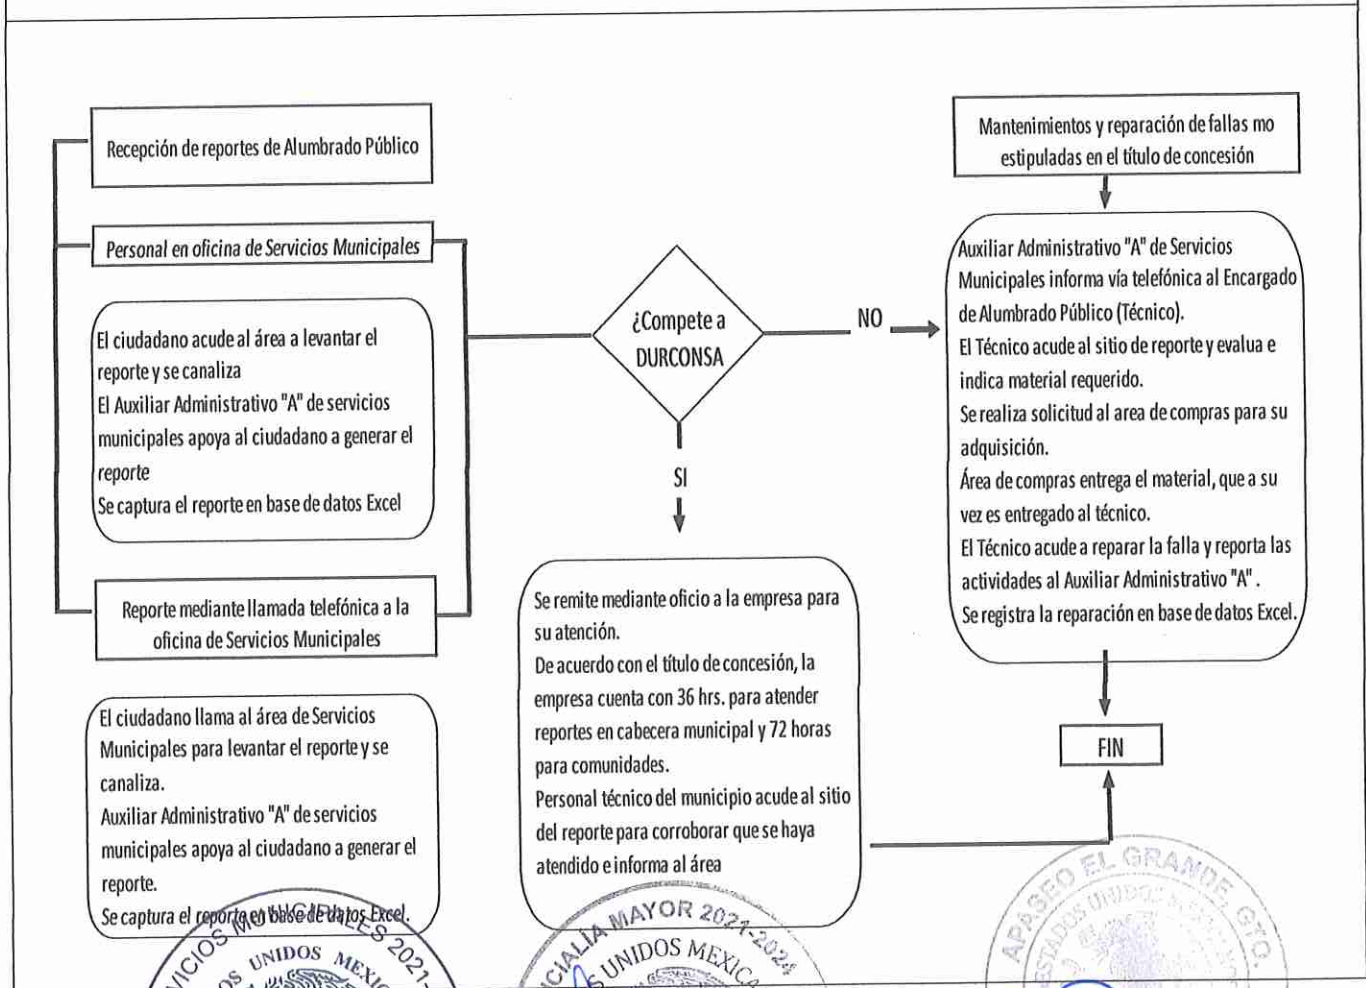 Recepción de reportes de Alumbrado Público
Personal en oficina de Servicios Municipales
El ciudadano acude al área a levantar el
reporte y se canaliza
El Auxiliar Administrativo "A" de servicios
municipales apoya al ciudadano a generar el
reporte
Se captura el reporte en base de datos Excel
Reporte mediante llamada telefónica a la
oficina de Servicios Municipales
El ciudadano llama al área de Servicios
Municipales para levantar el reporte y se
canaliza.
Auxiliar Administrativo "A" de servicios
municipales apoya al ciudadano a generar el
reporte.
Se captura el reporte en base de datos Excel.
¿Compete a
DURCONSA
NO
SI
Se remite mediante oficio a la empresa para
su atención.
De acuerdo con el título de concesión, la
empresa cuenta con 36 hrs. para atender
reportes en cabecera municipal y 72 horas
para comunidades.
Personal técnico del municipio acude al sitio
del reporte para corroborar que se haya
atendido e informa al área
Mantenimientos y reparación de fallas mo
estipuladas en el título de concesión
Auxiliar Administrativo "A" de Servicios
Municipales informa vía telefónica al Encargado
de Alumbrado Público (Técnico).
El Técnico acude al sitio de reporte y evalua e
indica material requerido.
Se realiza solicitud al area de compras para su
adquisición.
Área de compras entrega el material, que a su
vez es entregado al técnico.
El Técnico acude a reparar la falla y reporta las
actividades al Auxiliar Administrativo "A" .
Se registra la reparación en base de datos Excel.
FIN
MUNICIPALES 2021-
UNIDOS
MAYOR 2021-2024
UNIDOS
APASEO EL GRANDE, GTO.
ESTADOS UNIDOS